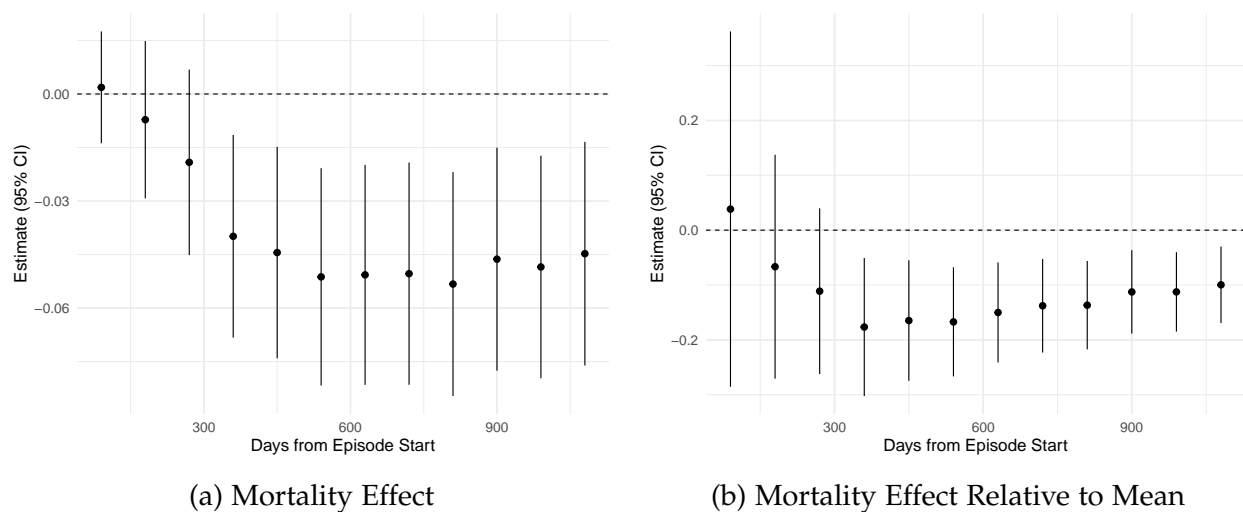 0.00
−0.03
−0.06
Estimate (95% CI)
300
600
900
Days from Episode Start
(a) Mortality Effect
0.2
0.0
−0.2
Estimate (95% CI)
300
600
900
Days from Episode Start
(b) Mortality Effect Relative to Mean